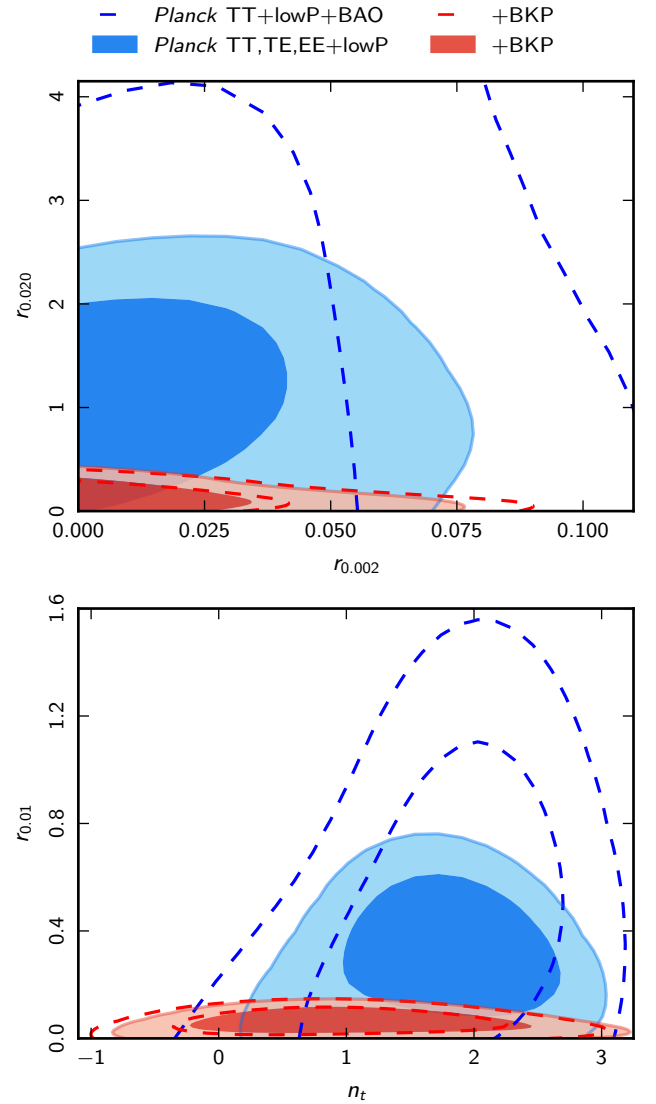 Planck TT+lowP+BAO +BKP
Planck TT,TE,EE+lowP +BKP
4
3
2
1
0
r0.020
0.000 0.025 0.050 0.075 0.100
r0.002
1.6
1.2
0.8
0.4
0.0
r0.01
−1 0 1 2 3
nt